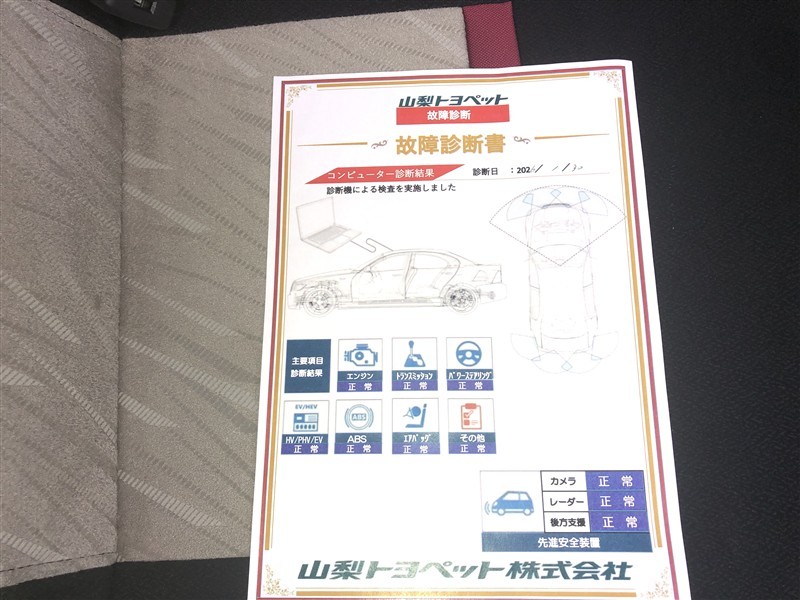 山梨トヨペット
故障診断
故障診断書
コンピューター診断結果
診断日 ：202
診断機による検査を実施しました
主要項目
診断結果
エンジン
正常
トランスミッション
正常
パワーステアリング
正常
EV/HEV
HV/PHV/EV
正常
ABS
ABS
正常
エアバッグ
正常
その他
正常
カメラ 正常
レーダー 正常
後方支援 正常
先進安全装置
山梨トヨペット株式会社